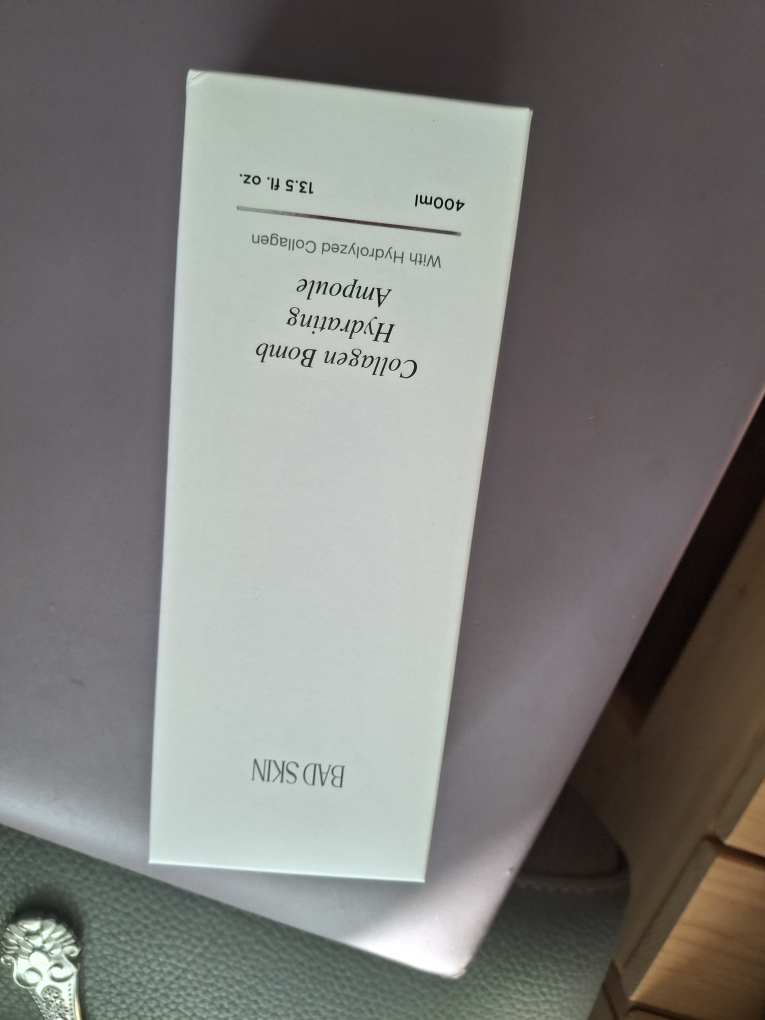 BAD SKIN
Collagen Bomb
Hydrating
Ampoule
With Hydrolyzed Collagen
400ml 13.5 fl. oz.